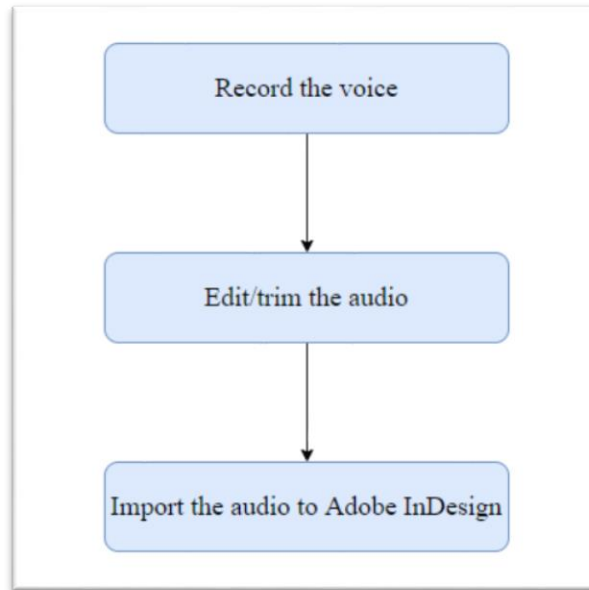 Record the voice
Edit/trim the audio
Import the audio to Adobe InDesign